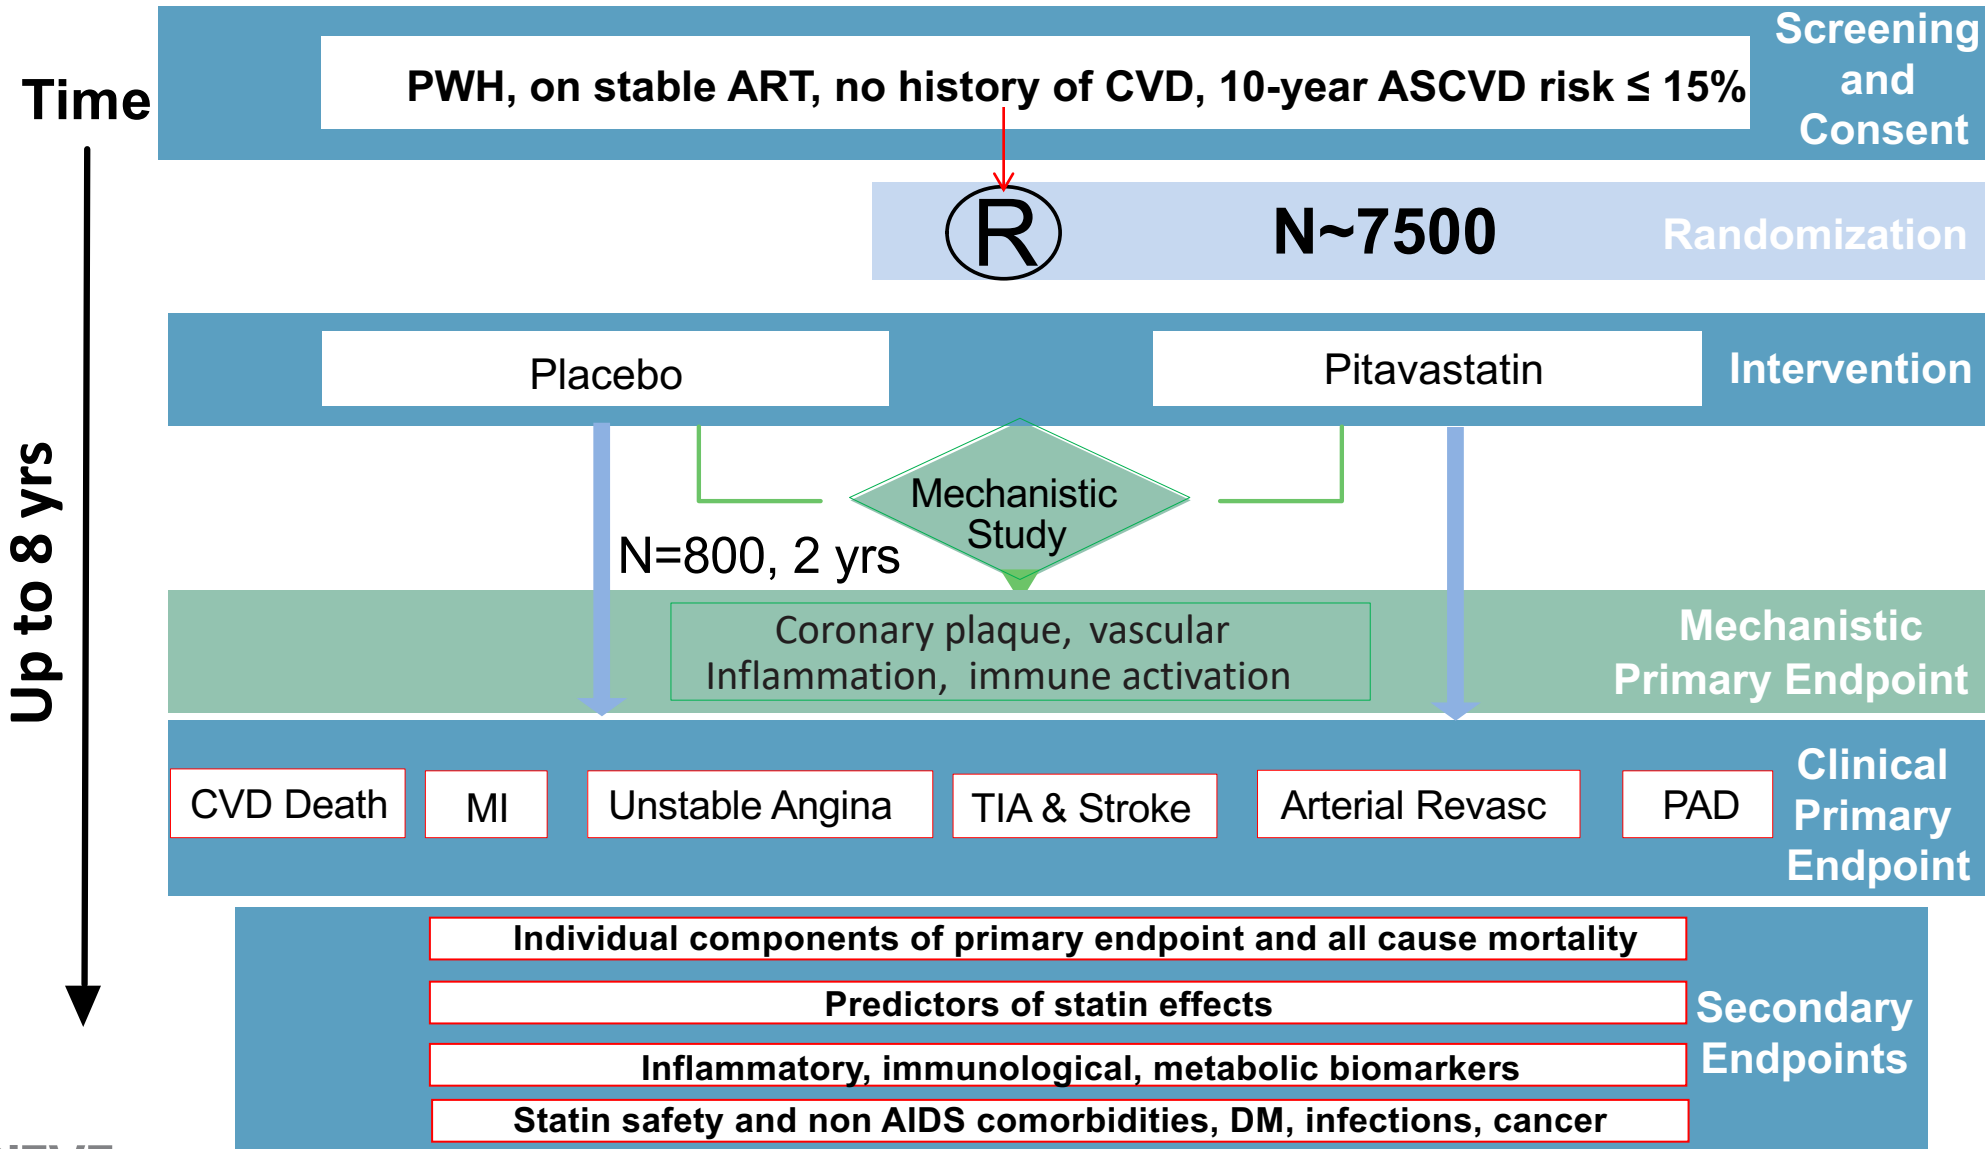 Time
PWH, on stable ART, no history of CVD, 10-year ASCVD risk ≤ 15%
Screening
and
Consent
R
N~7500
Randomization
Placebo
Pitavastatin
Intervention
Up to 8 yrs
Mechanistic
Study
N=800, 2 yrs
Coronary plaque, vascular
Inflammation, immune activation
Mechanistic
Primary Endpoint
CVD Death
MI
Unstable Angina
TIA & Stroke
Arterial Revasc
PAD
Clinical
Primary
Endpoint
Individual components of primary endpoint and all cause mortality
Predictors of statin effects
Inflammatory, immunological, metabolic biomarkers
Statin safety and non AIDS comorbidities, DM, infections, cancer
Secondary
Endpoints